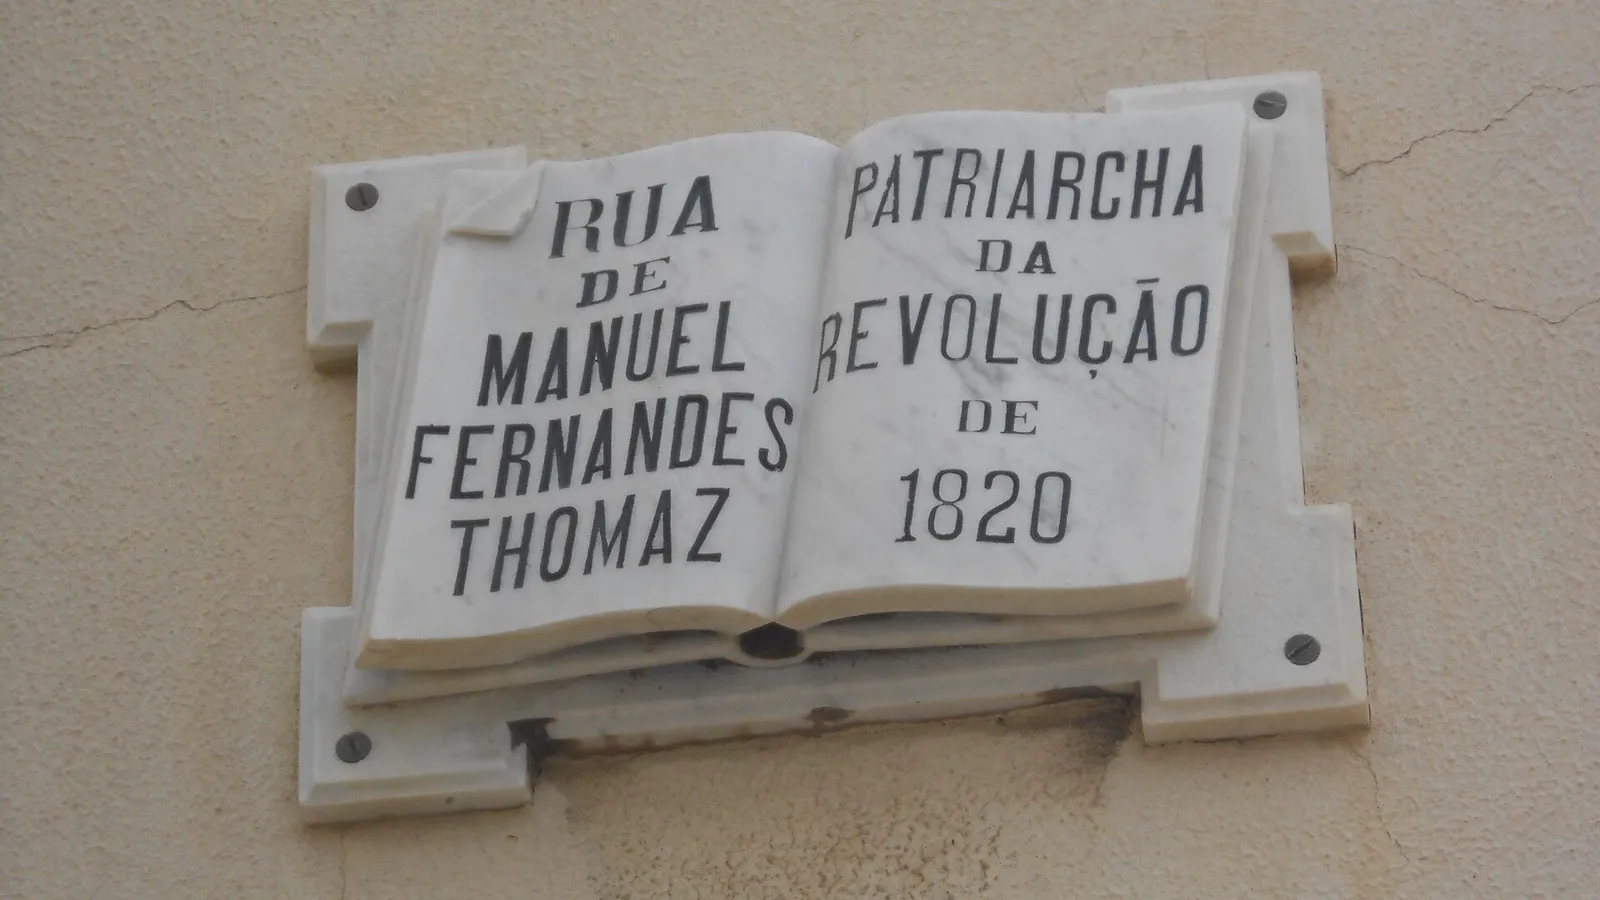 RUA
DE
MANUEL
FERNANDES
THOMAZ
PATRIARCHA
DA
REVOLUÇÃO
DE
1820